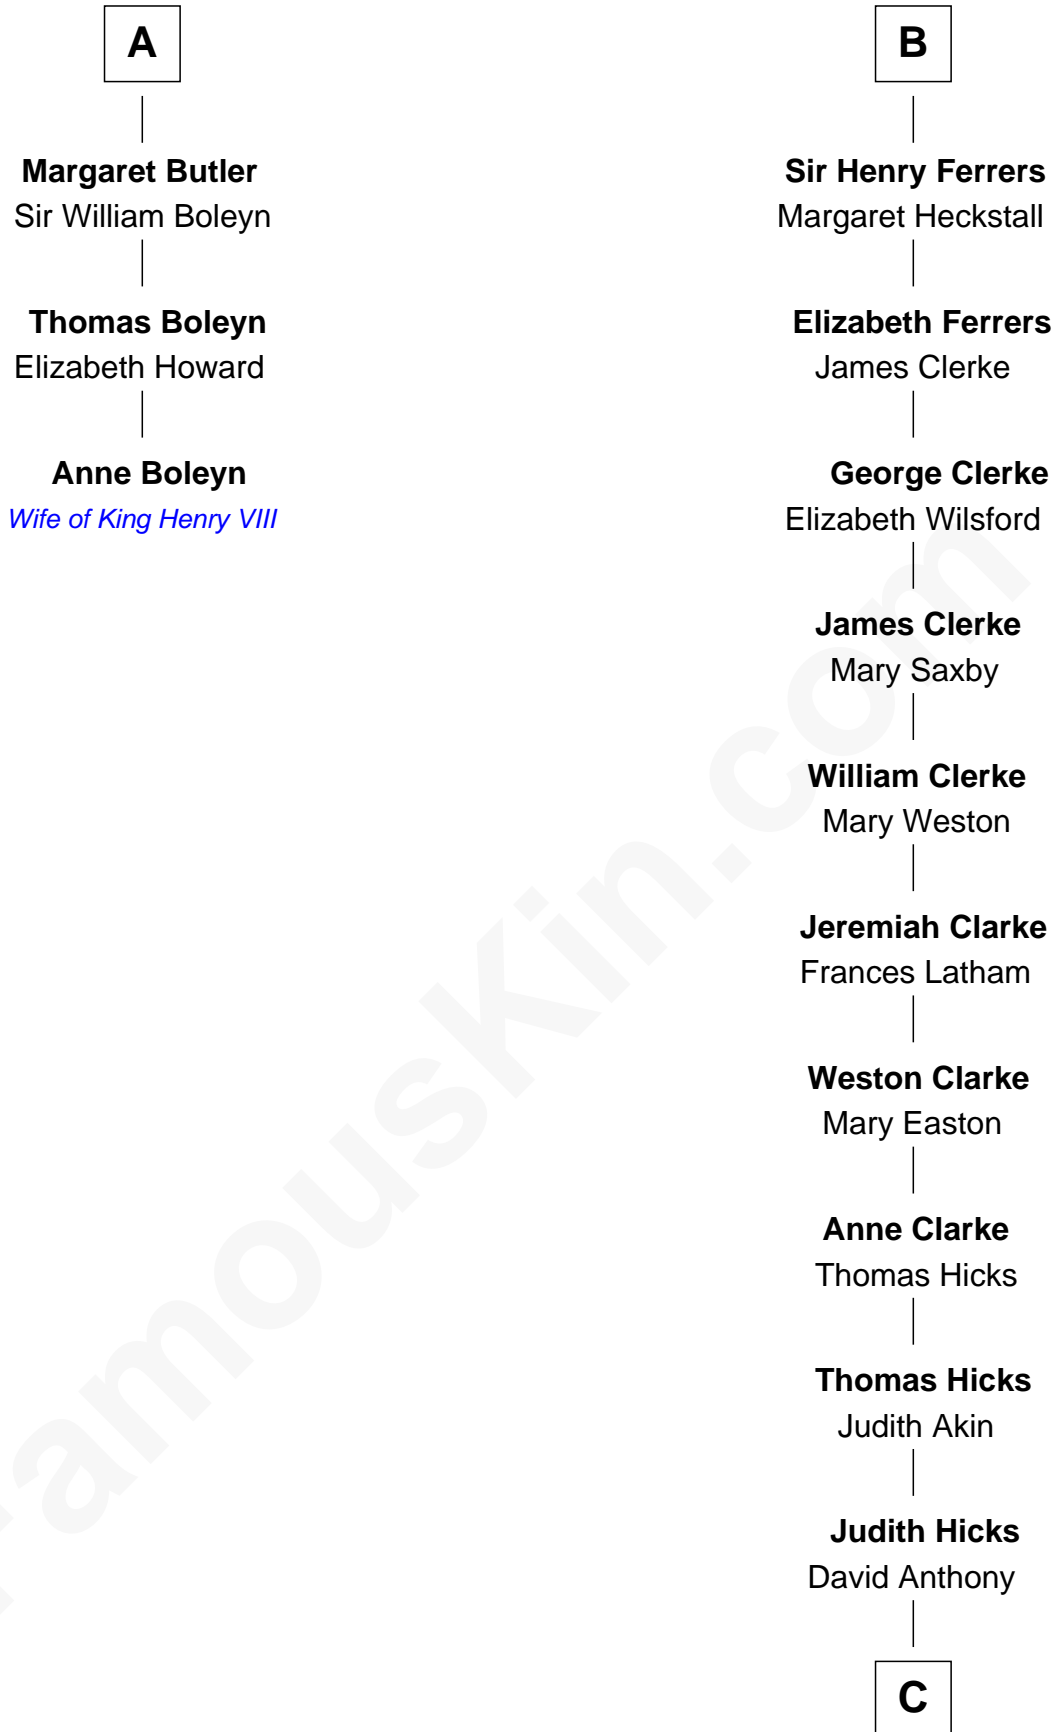 A
Margaret Butler
Sir William Boleyn
Thomas Boleyn
Elizabeth Howard
Anne Boleyn
Wife of King Henry VIII
B
Sir Henry Ferrers
Margaret Heckstall
Elizabeth Ferrers
James Clerke
George Clerke
Elizabeth Wilsford
James Clerke
Mary Saxby
William Clerke
Mary Weston
Jeremiah Clarke
Frances Latham
Weston Clarke
Mary Easton
Anne Clarke
Thomas Hicks
Thomas Hicks
Judith Akin
Judith Hicks
David Anthony
C
FamousKin.com